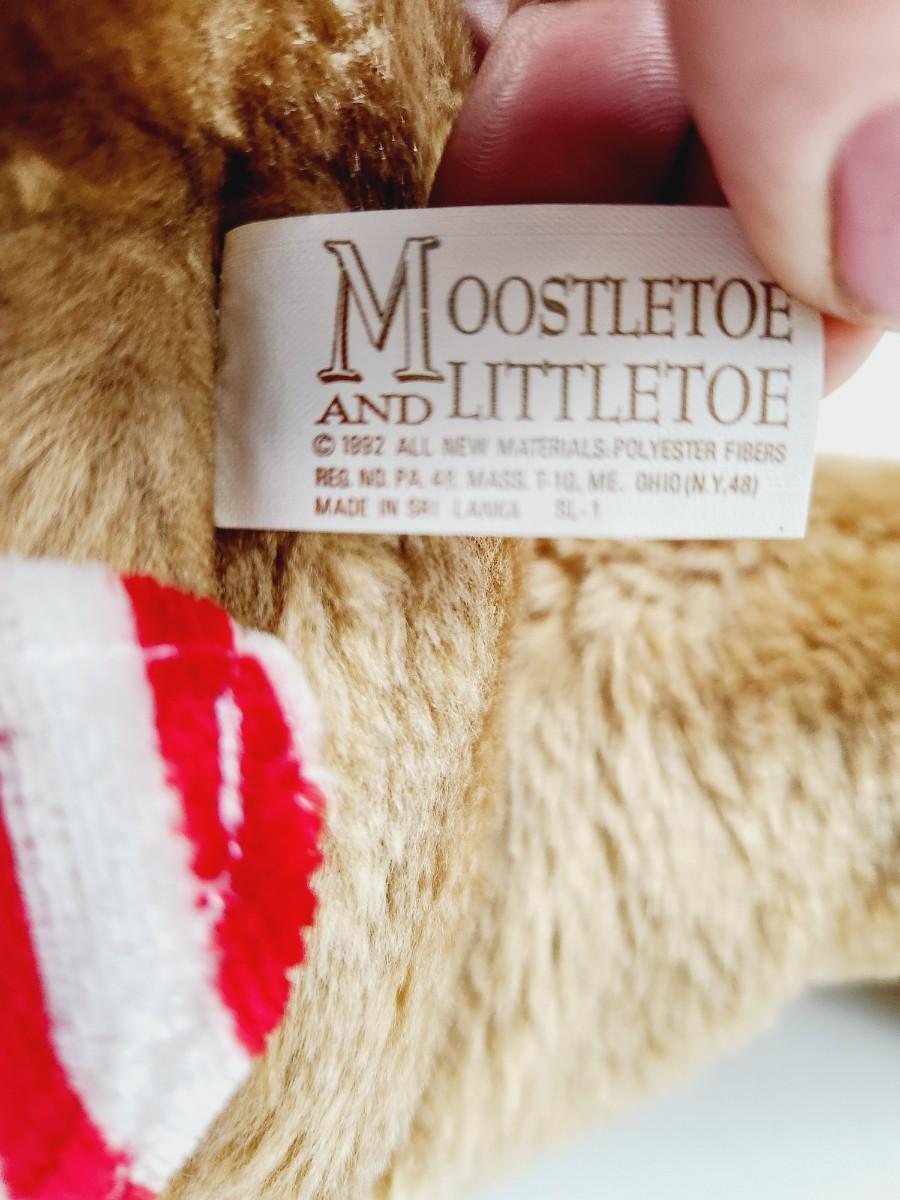 MOOSTLETOE
AND LITTLETOE
© 1992 ALL NEW MATERIALS:POLYESTER FIBERS
REG. NO. PA. 49. MASS. T-10, ME. OHIO (N.Y.48)
MADE IN SRI LANKA SL-1